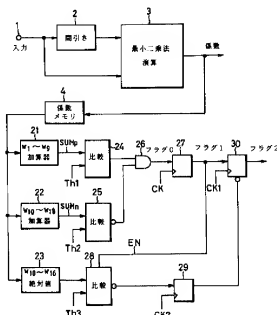 1
入力
2
間引き
3
最小二乗法
演算
係数
4
係数
メモリ
21
W₁~W₉
加算器
SUMp
24
比較
Th1
26
フラグ0
27
フラグ1
30
フラグ2
CK
CK1
22
W₁₀~W₁₈
加算器
SUMn
25
比較
Th2
EN
23
W₁₀~W₁₆
絶対値
28
比較
Th3
29
CK2